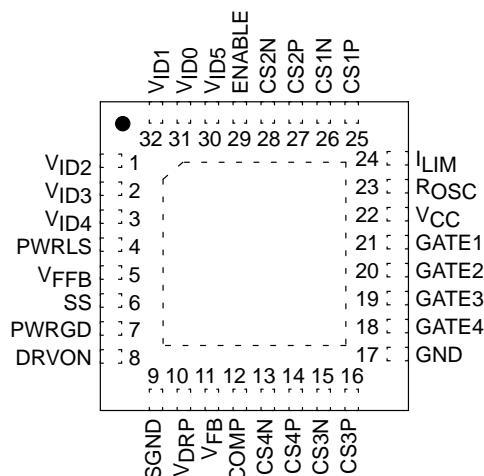 VID1 VID0 VID5 ENABLE CS2N CS2P CS1N CS1P
32 31 30 29 28 27 26 25
VID2 1
VID3 2
VID4 3
PWRLS 4
VFFB 5
SS 6
PWRGD 7
DRVON 8
24 ILIM
23 ROSC
22 VCC
21 GATE1
20 GATE2
19 GATE3
18 GATE4
17 GND
9 10 11 12 13 14 15 16
SGND VDRP VFB COMP CS4N CS4P CS3N CS3P